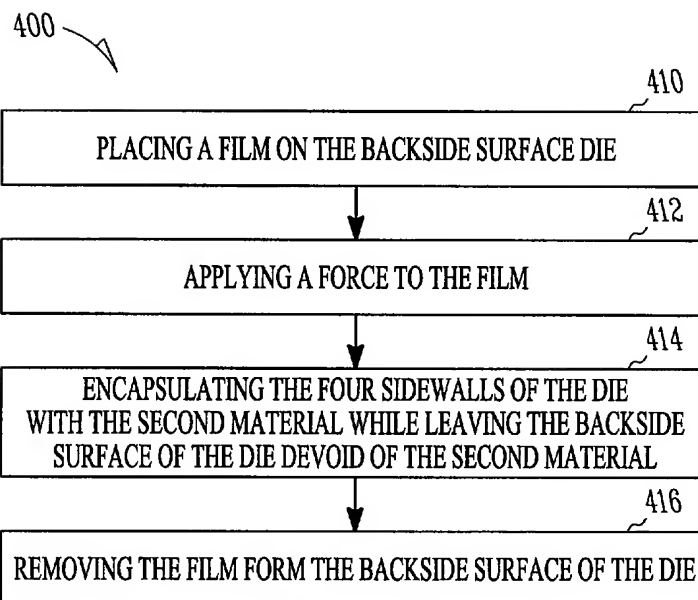 400
410
PLACING A FILM ON THE BACKSIDE SURFACE DIE
412
APPLYING A FORCE TO THE FILM
414
ENCAPSULATING THE FOUR SIDEWALLS OF THE DIE
WITH THE SECOND MATERIAL WHILE LEAVING THE BACKSIDE
SURFACE OF THE DIE DEVOID OF THE SECOND MATERIAL
416
REMOVING THE FILM FORM THE BACKSIDE SURFACE OF THE DIE